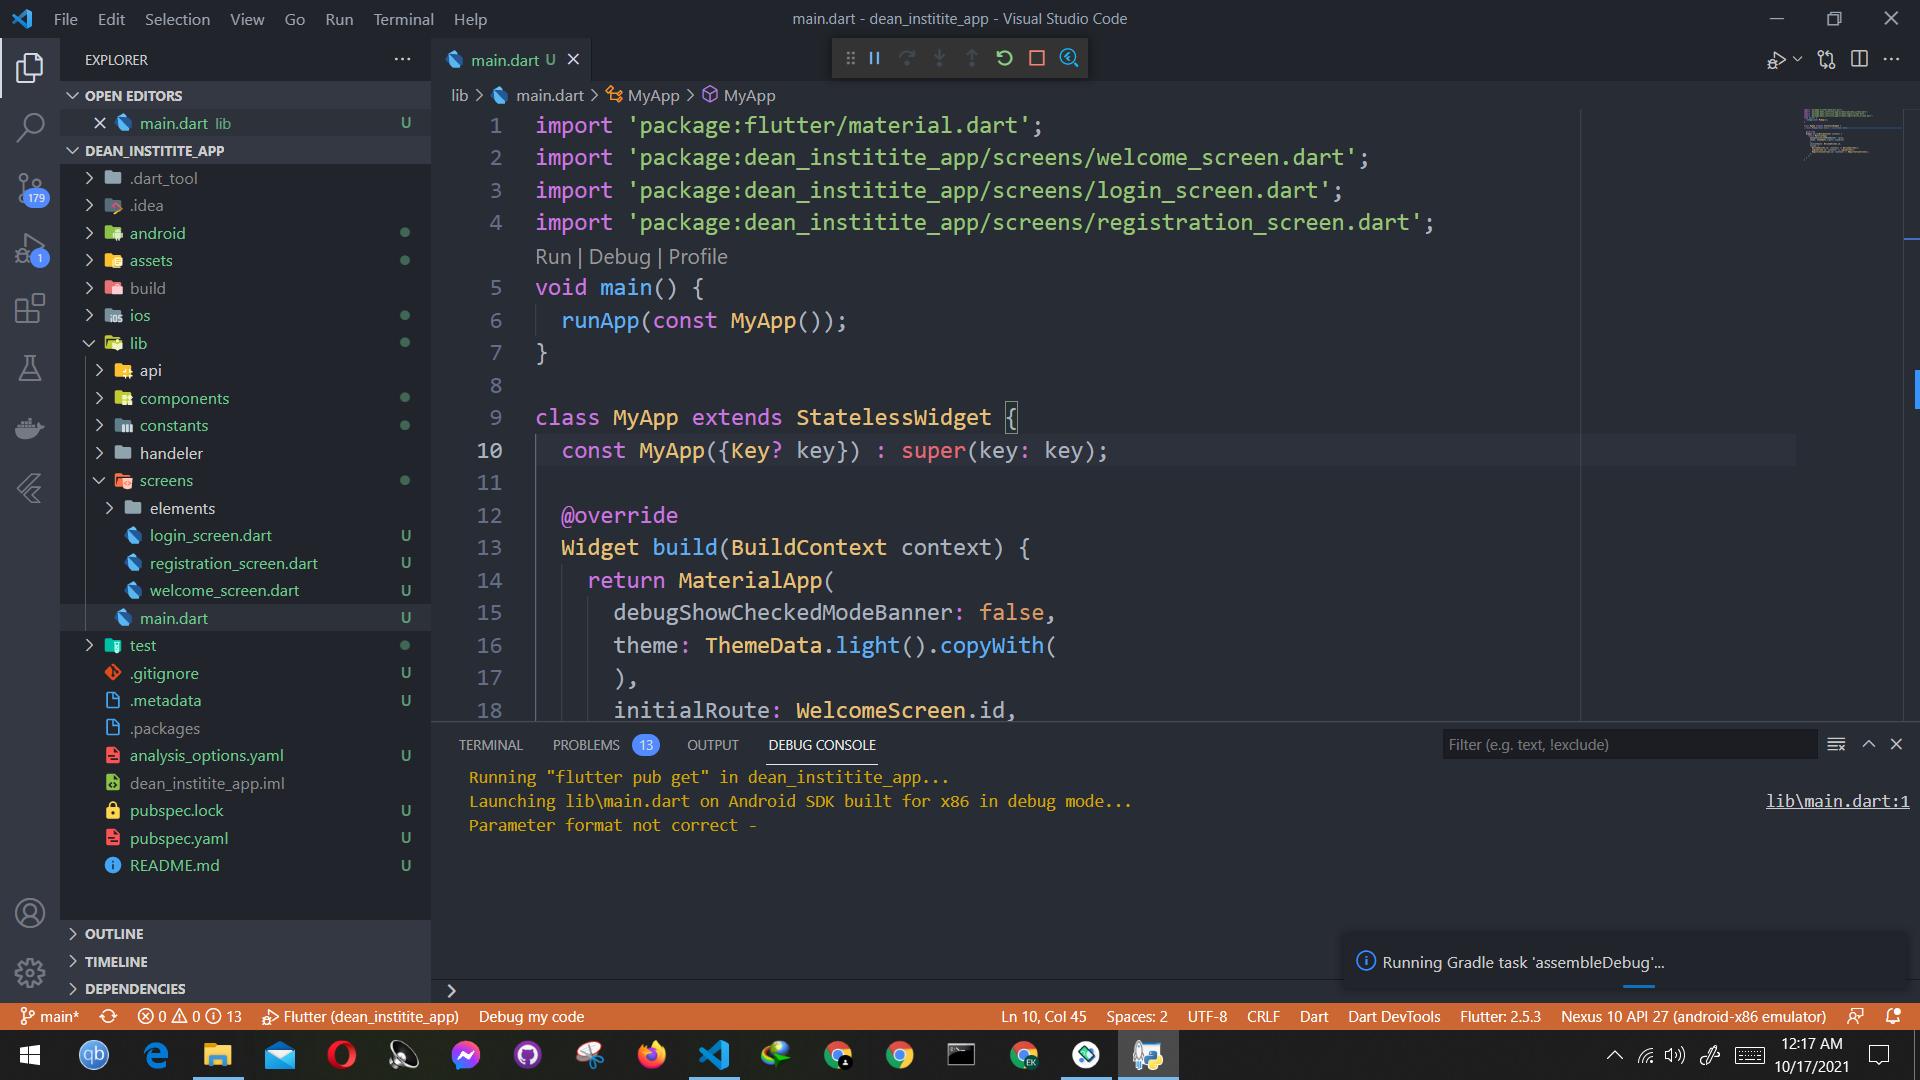 File Edit Selection View Go Run Terminal Help
main.dart - dean_institite_app - Visual Studio Code
EXPLORER
OPEN EDITORS
main.dart lib U
DEAN_INSTITITE_APP
.dart_tool
.idea
android
assets
build
ios
lib
api
components
constants
handeler
screens
elements
login_screen.dart U
registration_screen.dart U
welcome_screen.dart U
main.dart U
test
.gitignore U
.metadata U
.packages
analysis_options.yaml U
dean_institite_app.iml
pubspec.lock U
pubspec.yaml U
README.md U
OUTLINE
TIMELINE
DEPENDENCIES
179
1
main.dart U
lib > main.dart > MyApp > MyApp
1 import 'package:flutter/material.dart';
2 import 'package:dean_institite_app/screens/welcome_screen.dart';
3 import 'package:dean_institite_app/screens/login_screen.dart';
4 import 'package:dean_institite_app/screens/registration_screen.dart';
Run | Debug | Profile
5 void main() {
6 runApp(const MyApp());
7 }
8
9 class MyApp extends StatelessWidget {
10 const MyApp({Key? key}) : super(key: key);
11
12 @override
13 Widget build(BuildContext context) {
14 return MaterialApp(
15 debugShowCheckedModeBanner: false,
16 theme: ThemeData.light().copyWith(
17 ),
18 initialRoute: WelcomeScreen.id,
TERMINAL PROBLEMS 13 OUTPUT DEBUG CONSOLE
Filter (e.g. text, !exclude)
Running "flutter pub get" in dean_institite_app...
Launching lib\main.dart on Android SDK built for x86 in debug mode...
lib\main.dart:1
Parameter format not correct -
Running Gradle task 'assembleDebug'...
main* 0 0 13 Flutter (dean_institite_app) Debug my code
Ln 10, Col 45 Spaces: 2 UTF-8 CRLF Dart Dart DevTools Flutter: 2.5.3 Nexus 10 API 27 (android-x86 emulator)
qb
EK
12:17 AM
10/17/2021